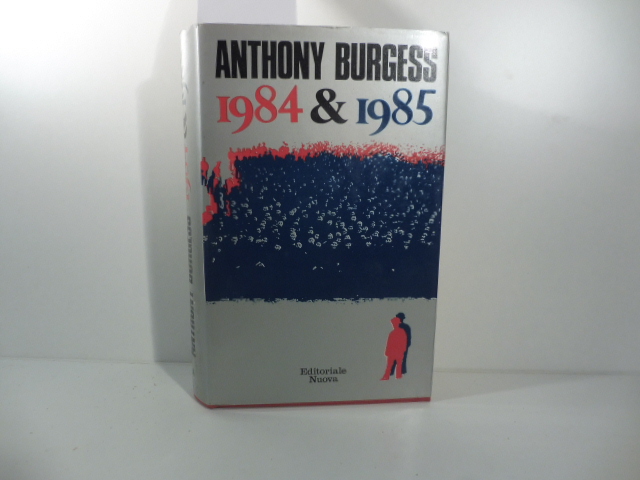 ANTHONY BURGESS
1984 & 1985
Editoriale
Nuova